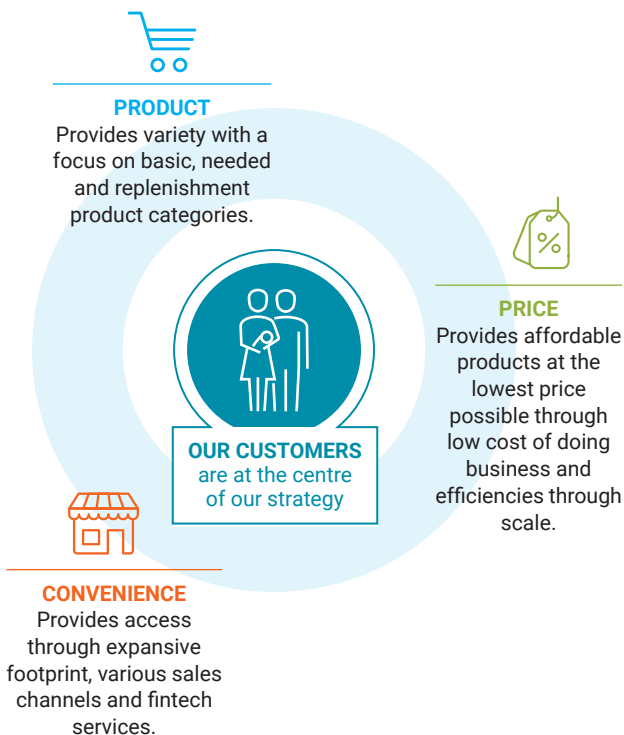 PRODUCT
Provides variety with a
focus on basic, needed
and replenishment
product categories.
%
PRICE
Provides affordable
products at the
lowest price
possible through
low cost of doing
business and
efficiencies through
scale.
OUR CUSTOMERS
are at the centre
of our strategy
CONVENIENCE
Provides access
through expansive
footprint, various sales
channels and fintech
services.